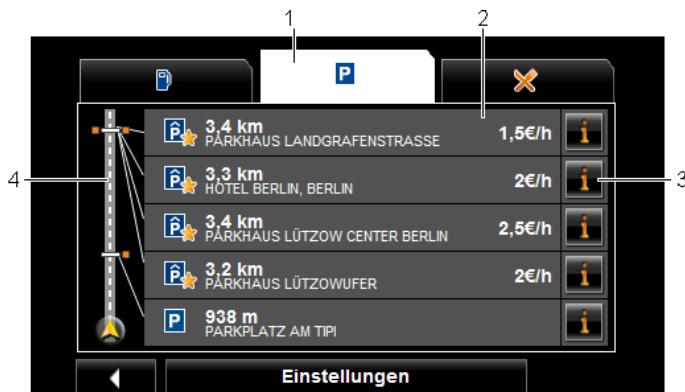 1
2
P
P 3,4 km
PARKHAUS LANDGRAFENSTRASSE
1,5€/h
i
P 3,3 km
HOTEL BERLIN, BERLIN
2€/h
i
4
3
P 3,4 km
PARKHAUS LÜTZOW CENTER BERLIN
2,5€/h
i
P 3,2 km
PARKHAUS LÜTZOWUFER
2€/h
i
P 938 m
PARKPLATZ AM TIPI
i
Einstellungen